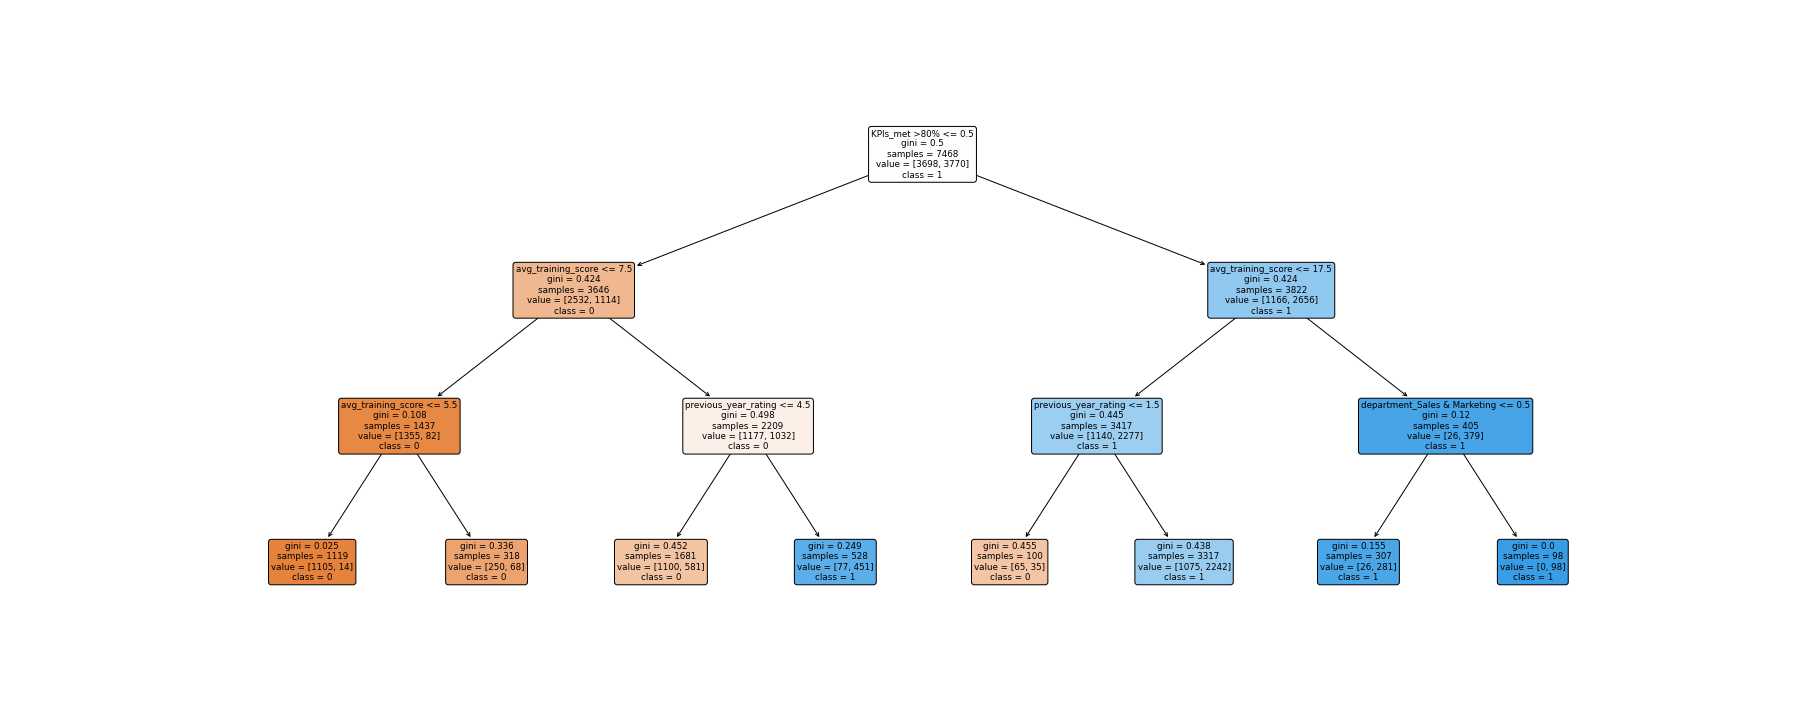 KPIs_met >80% <= 0.5
gini = 0.5
samples = 7468
value = [3698, 3770]
class = 1
avg_training_score <= 7.5
gini = 0.424
samples = 3646
value = [2532, 1114]
class = 0
avg_training_score <= 17.5
gini = 0.424
samples = 3822
value = [1166, 2656]
class = 1
avg_training_score <= 5.5
gini = 0.108
samples = 1437
value = [1355, 82]
class = 0
previous_year_rating <= 4.5
gini = 0.498
samples = 2209
value = [1177, 1032]
class = 0
previous_year_rating <= 1.5
gini = 0.445
samples = 3417
value = [1140, 2277]
class = 1
department_Sales & Marketing <= 0.5
gini = 0.12
samples = 405
value = [26, 379]
class = 1
gini = 0.025
samples = 1119
value = [1105, 14]
class = 0
gini = 0.336
samples = 318
value = [250, 68]
class = 0
gini = 0.452
samples = 1681
value = [1100, 581]
class = 0
gini = 0.249
samples = 528
value = [77, 451]
class = 1
gini = 0.455
samples = 100
value = [65, 35]
class = 0
gini = 0.438
samples = 3317
value = [1075, 2242]
class = 1
gini = 0.155
samples = 307
value = [26, 281]
class = 1
gini = 0.0
samples = 98
value = [0, 98]
class = 1